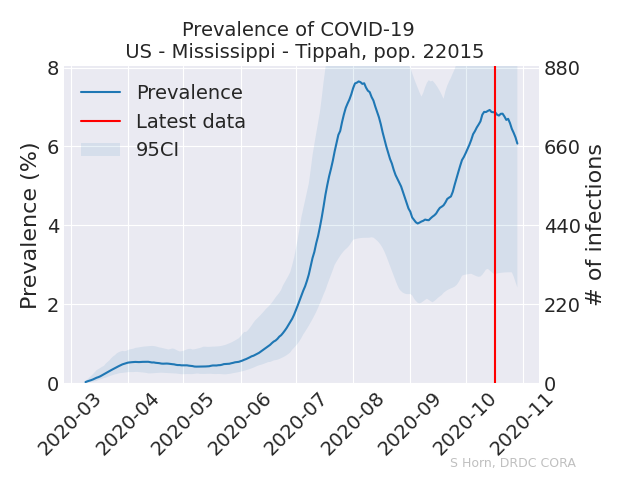 Prevalence of COVID-19
US - Mississippi - Tippah, pop. 22015
Prevalence (%)
8
6
4
2
0
Prevalence
Latest data
95CI
880
660
440
220
0
# of infections
2020-03
2020-04
2020-05
2020-06
2020-07
2020-08
2020-09
2020-10
2020-11
S Horn, DRDC CORA